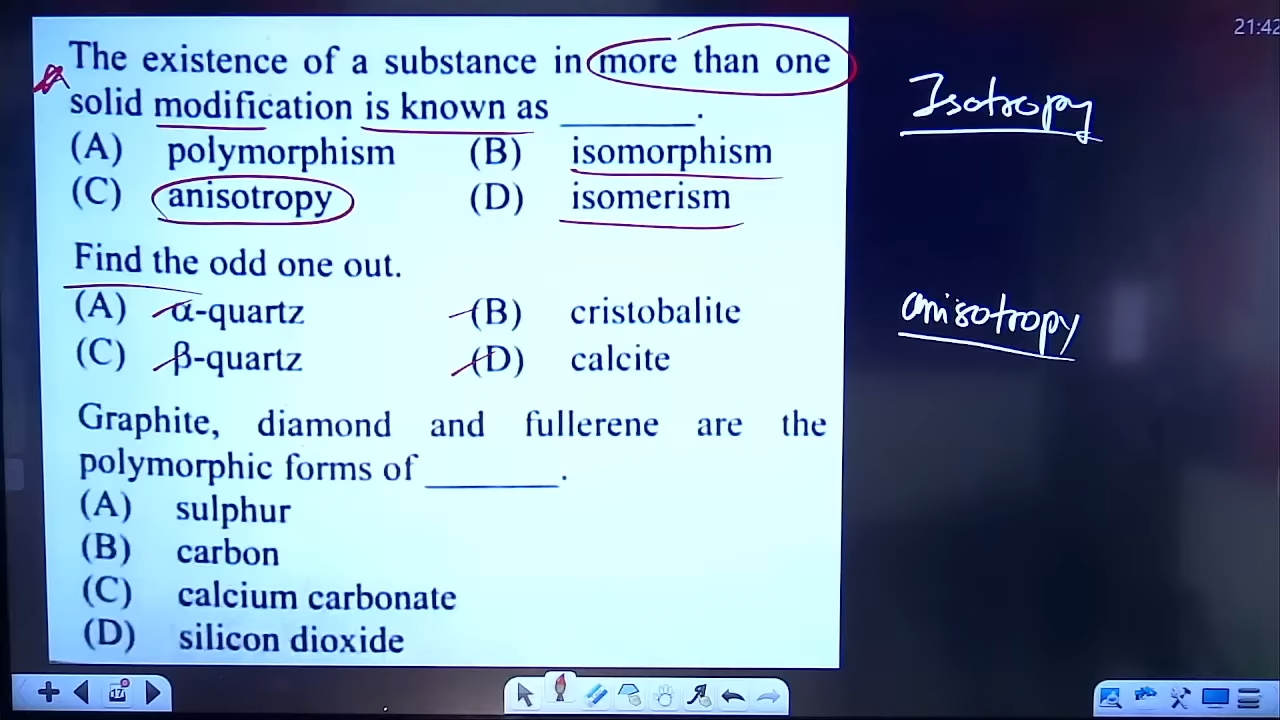 21:42
The existence of a substance in more than one
solid modification is known as ________.
(A) polymorphism (B) isomorphism
(C) anisotropy (D) isomerism
Find the odd one out.
(A) α-quartz (B) cristobalite
(C) β-quartz (D) calcite
Graphite, diamond and fullerene are the
polymorphic forms of ________.
(A) sulphur
(B) carbon
(C) calcium carbonate
(D) silicon dioxide
Isotropy
anisotropy
17